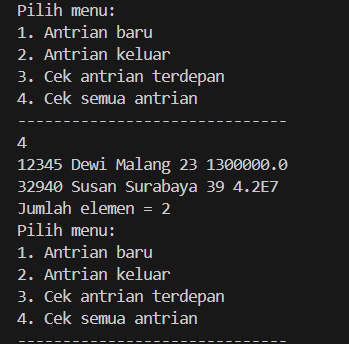 Pilih menu:
1. Antrian baru
2. Antrian keluar
3. Cek antrian terdepan
4. Cek semua antrian
------------------------------
4
12345 Dewi Malang 23 1300000.0
32940 Susan Surabaya 39 4.2E7
Jumlah elemen = 2
Pilih menu:
1. Antrian baru
2. Antrian keluar
3. Cek antrian terdepan
4. Cek semua antrian
------------------------------